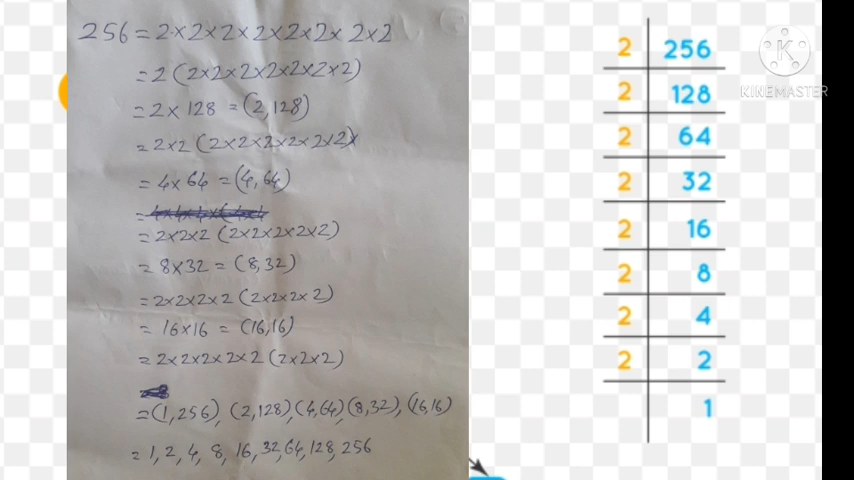 256 = 2×2×2×2×2×2×2×2
= 2 (2×2×2×2×2×2×2)
= 2 × 128 = (2,128)
= 2×2 (2×2×2×2×2×2)
= 4×64 = (4,64)
= 2×2×2 (2×2×2×2×2)
= 8×32 = (8,32)
= 2×2×2×2 (2×2×2×2)
= 16×16 = (16,16)
= 2×2×2×2×2 (2×2×2)
= (1,256), (2,128), (4,64) (8,32), (16,16)
= 1, 2, 4, 8, 16, 32, 64, 128, 256
2 256
2 128
2 64
2 32
2 16
2 8
2 4
2 2
1
K
KINEMASTER